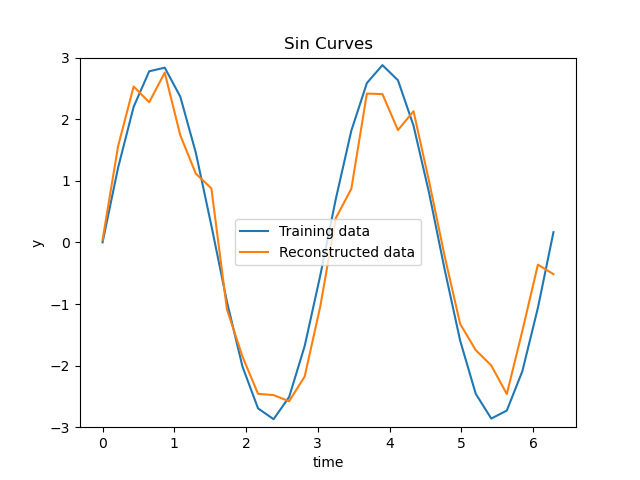 Sin Curves
3
2
1
0
−1
−2
−3
y
Training data
Reconstructed data
0 1 2 3 4 5 6
time